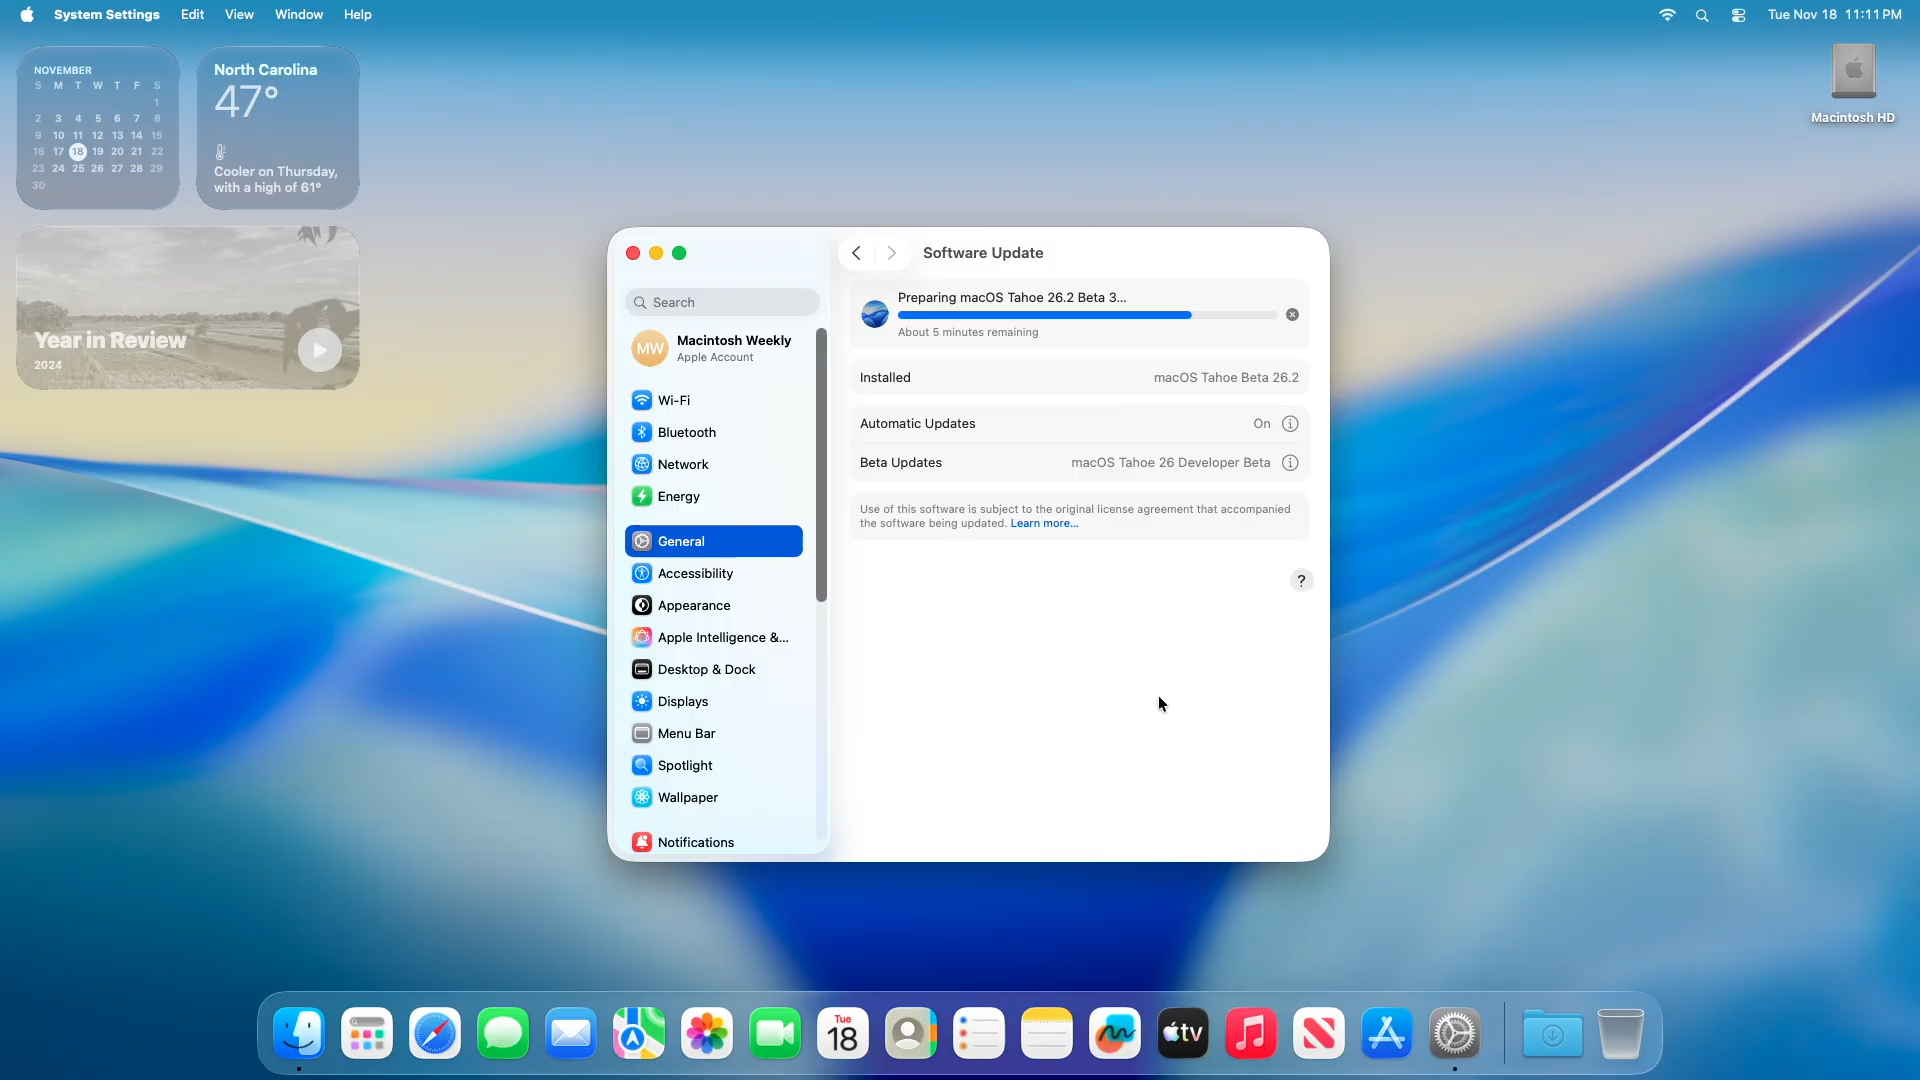 System Settings Edit View Window Help
Tue Nov 18 11:11 PM
NOVEMBER
S M T W T F S
1
2 3 4 5 6 7 8
9 10 11 12 13 14 15
16 17 18 19 20 21 22
23 24 25 26 27 28 29
30
North Carolina
47°
Cooler on Thursday,
with a high of 61°
Year in Review
2024
Macintosh HD
Search
MW
Macintosh Weekly
Apple Account
Wi-Fi
Bluetooth
Network
Energy
General
Accessibility
Appearance
Apple Intelligence &...
Desktop & Dock
Displays
Menu Bar
Spotlight
Wallpaper
Notifications
Software Update
Preparing macOS Tahoe 26.2 Beta 3...
About 5 minutes remaining
Installed macOS Tahoe Beta 26.2
Automatic Updates On
Beta Updates macOS Tahoe 26 Developer Beta
Use of this software is subject to the original license agreement that accompanied
the software being updated. Learn more...
?
Tue
18
tv